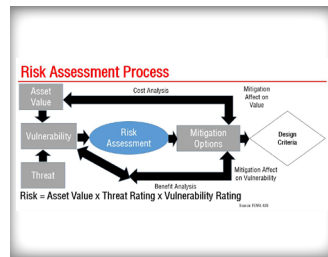 Risk Assessment Process
Asset
Value
Cost Analysis
Mitigation
Affect on
Value
Vulnerability
Risk
Assessment
Mitigation
Options
Design
Criteria
Threat
Benefit Analysis
Mitigation Affect
on Vulnerability
Risk = Asset Value x Threat Rating x Vulnerability Rating